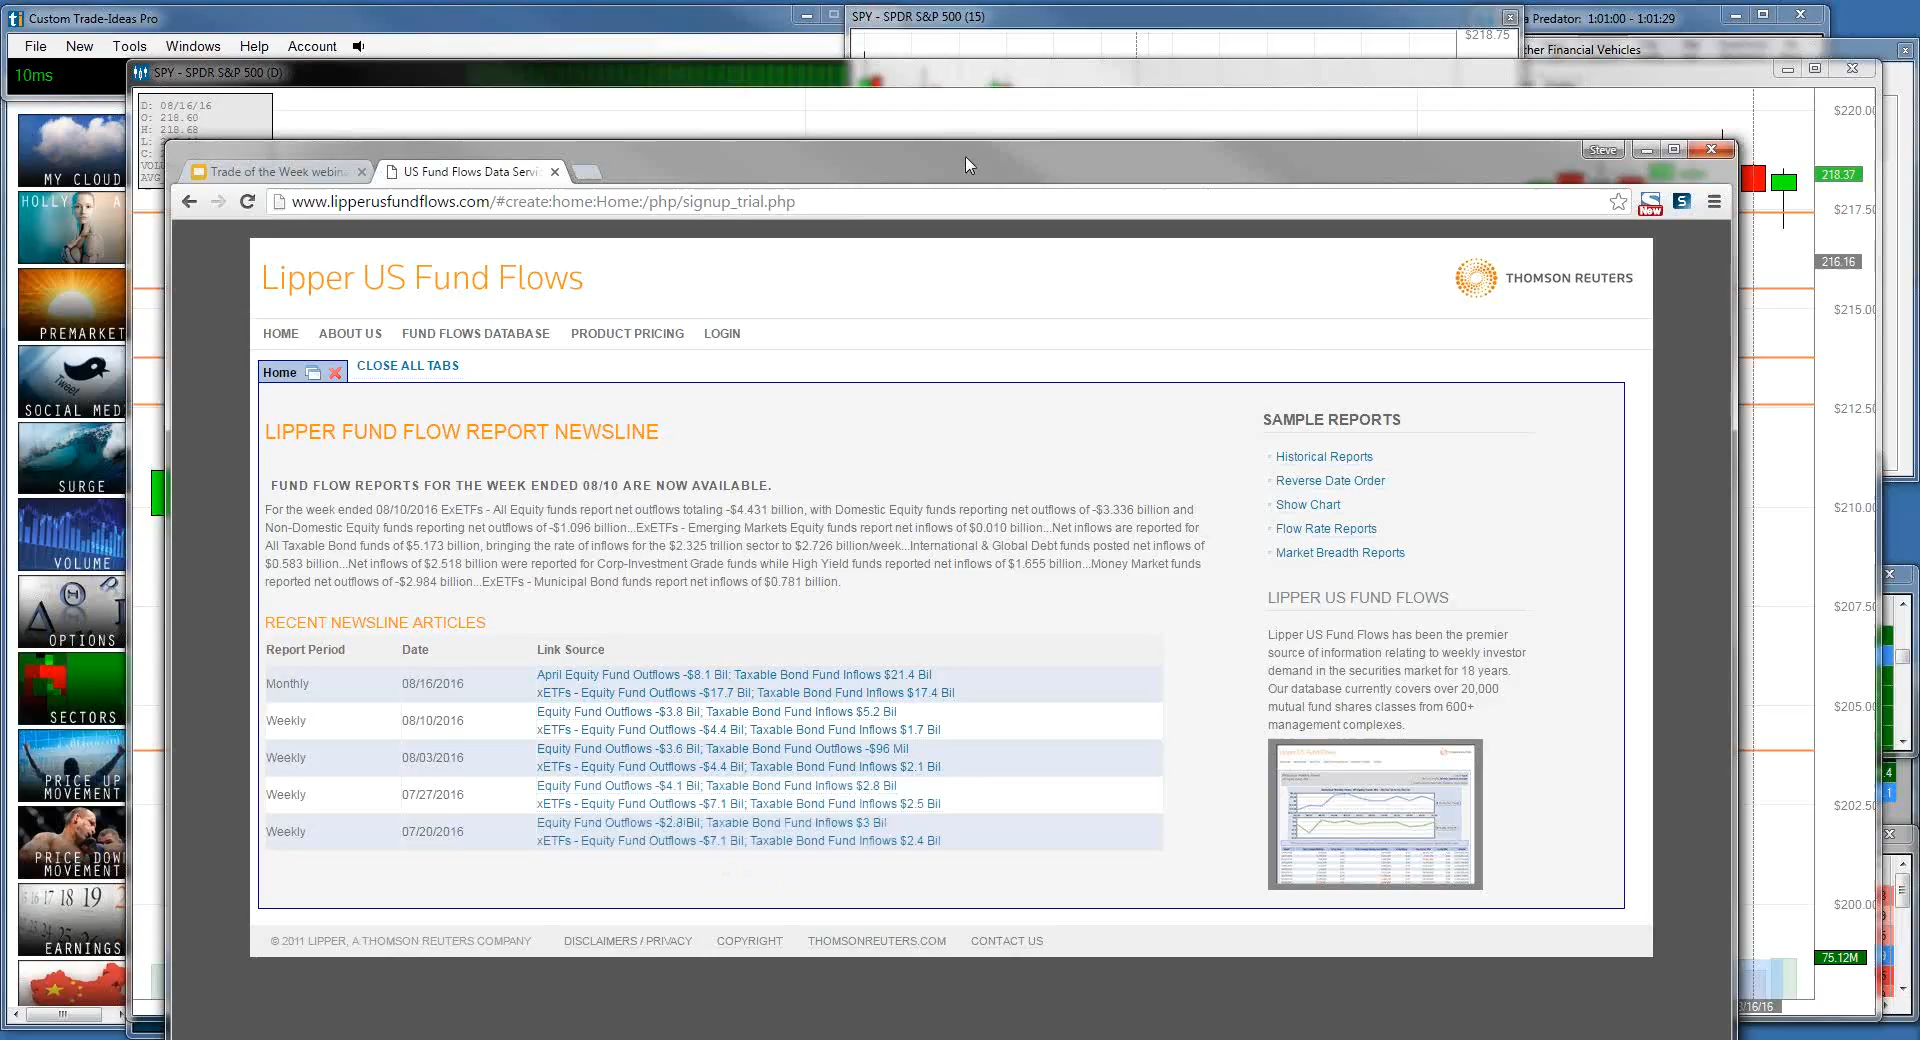 Custom Trade-Ideas Pro
SPY - SPDR S&P 500 (15)
a Predator: 1:01:00 - 1:01:29
File New Tools Windows Help Account
$218.75
her Financial Vehicles
10ms
SPY - SPDR S&P 500 (D)
D: 08/16/16
O: 218.60
H: 218.68
L:
C:
VOL
AVG
$220.00
218.37
$217.50
216.16
$215.00
$212.50
$210.00
$207.50
$205.00
$202.50
$200.00
75.12M
/16/16
MY CLOUD
HOLLY A
PREMARKET
Tweet
SOCIAL MED
SURGE
VOLUME
OPTIONS
SECTORS
PRICE UP
MOVEMENT
PRICE DOW
MOVEMENT
16 17 18 19
EARNINGS
Steve
Trade of the Week webin
US Fund Flows Data Servi
www.lipperusfundflows.com/#create:home:Home:/php/signup_trial.php
New
S
Lipper US Fund Flows
THOMSON REUTERS
HOME ABOUT US FUND FLOWS DATABASE PRODUCT PRICING LOGIN
Home CLOSE ALL TABS
LIPPER FUND FLOW REPORT NEWSLINE
FUND FLOW REPORTS FOR THE WEEK ENDED 08/10 ARE NOW AVAILABLE.
For the week ended 08/10/2016 ExETFs - All Equity funds report net outflows totaling -$4.431 billion, with Domestic Equity funds reporting net outflows of -$3.336 billion and
Non-Domestic Equity funds reporting net outflows of -$1.096 billion...ExETFs - Emerging Markets Equity funds report net inflows of $0.010 billion...Net inflows are reported for
All Taxable Bond funds of $5.173 billion, bringing the rate of inflows for the $2.325 trillion sector to $2.726 billion/week...International & Global Debt funds posted net inflows of
$0.583 billion...Net inflows of $2.518 billion were reported for Corp-Investment Grade funds while High Yield funds reported net inflows of $1.655 billion...Money Market funds
reported net outflows of -$2.984 billion...ExETFs - Municipal Bond funds report net inflows of $0.781 billion.
RECENT NEWSLINE ARTICLES
Report Period Date Link Source
Monthly 08/16/2016 April Equity Fund Outflows -$8.1 Bil; Taxable Bond Fund Inflows $21.4 Bil
xETFs - Equity Fund Outflows -$17.7 Bil; Taxable Bond Fund Inflows $17.4 Bil
Weekly 08/10/2016 Equity Fund Outflows -$3.8 Bil; Taxable Bond Fund Inflows $5.2 Bil
xETFs - Equity Fund Outflows -$4.4 Bil; Taxable Bond Fund Inflows $1.7 Bil
Weekly 08/03/2016 Equity Fund Outflows -$3.6 Bil; Taxable Bond Fund Outflows -$96 Mil
xETFs - Equity Fund Outflows -$4.4 Bil; Taxable Bond Fund Inflows $2.1 Bil
Weekly 07/27/2016 Equity Fund Outflows -$4.1 Bil; Taxable Bond Fund Inflows $2.8 Bil
xETFs - Equity Fund Outflows -$7.1 Bil; Taxable Bond Fund Inflows $2.5 Bil
Weekly 07/20/2016 Equity Fund Outflows -$2.8 Bil; Taxable Bond Fund Inflows $3 Bil
xETFs - Equity Fund Outflows -$7.1 Bil; Taxable Bond Fund Inflows $2.4 Bil
SAMPLE REPORTS
Historical Reports
Reverse Date Order
Show Chart
Flow Rate Reports
Market Breadth Reports
LIPPER US FUND FLOWS
Lipper US Fund Flows has been the premier
source of information relating to weekly investor
demand in the securities market for 18 years.
Our database currently covers over 20,000
mutual fund shares classes from 600+
management complexes.
© 2011 LIPPER, A THOMSON REUTERS COMPANY DISCLAIMERS / PRIVACY COPYRIGHT THOMSONREUTERS.COM CONTACT US